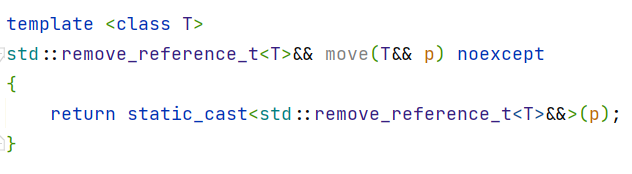 template <class T>
std::remove_reference_t<T>&& move(T&& p) noexcept
{
    return static_cast<std::remove_reference_t<T>&&>(p);
}